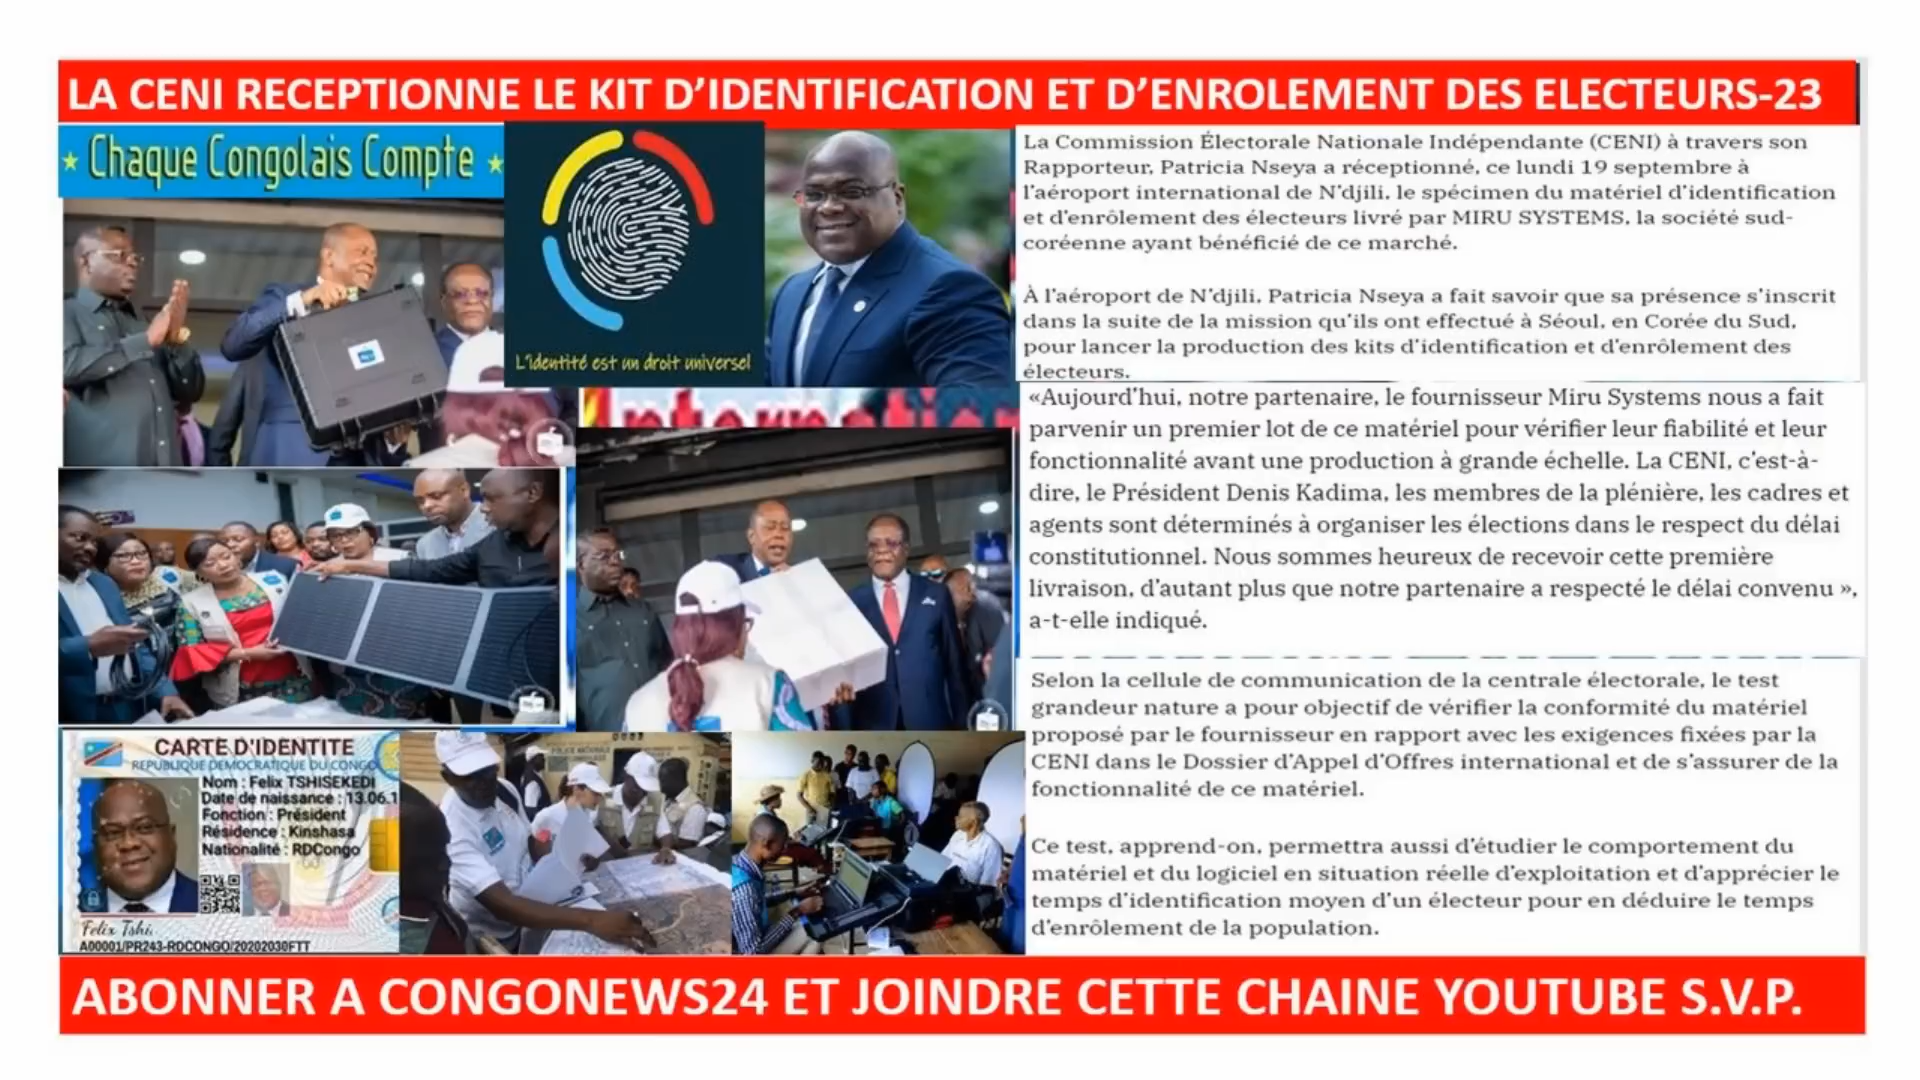 LA CENI RECEPTIONNE LE KIT D'IDENTIFICATION ET D'ENROLEMENT DES ELECTEURS-23
★ Chaque Congolais Compte ★
L'identité est un droit universel
La Commission Électorale Nationale Indépendante (CENI) à travers son
Rapporteur, Patricia Nseya a réceptionné, ce lundi 19 septembre à
l'aéroport international de N'djili, le spécimen du matériel d'identification
et d'enrôlement des électeurs livré par MIRU SYSTEMS, la société sud-
coréenne ayant bénéficié de ce marché.
À l'aéroport de N'djili, Patricia Nseya a fait savoir que sa présence s'inscrit
dans la suite de la mission qu'ils ont effectué à Séoul, en Corée du Sud,
pour lancer la production des kits d'identification et d'enrôlement des
électeurs.
«Aujourd'hui, notre partenaire, le fournisseur Miru Systems nous a fait
parvenir un premier lot de ce matériel pour vérifier leur fiabilité et leur
fonctionnalité avant une production à grande échelle. La CENI, c'est-à-
dire, le Président Denis Kadima, les membres de la plénière, les cadres et
agents sont déterminés à organiser les élections dans le respect du délai
constitutionnel. Nous sommes heureux de recevoir cette première
livraison, d'autant plus que notre partenaire a respecté le délai convenu »,
a-t-elle indiqué.
Selon la cellule de communication de la centrale électorale, le test
grandeur nature a pour objectif de vérifier la conformité du matériel
proposé par le fournisseur en rapport avec les exigences fixées par la
CENI dans le Dossier d'Appel d'Offres international et de s'assurer de la
fonctionnalité de ce matériel.
Ce test, apprend-on, permettra aussi d'étudier le comportement du
matériel et du logiciel en situation réelle d'exploitation et d'apprécier le
temps d'identification moyen d'un électeur pour en déduire le temps
d'enrôlement de la population.
CARTE D'IDENTITE
REPUBLIQUE DEMOCRATIQUE DU CONGO
Nom : Felix TSHISEKEDI
Date de naissance : 13.06.1
Fonction : Président
Résidence : Kinshasa
Nationalité : RDCongo
Felix Tshi
A00001/PR243-RDCONGO/20202030FTT
ABONNER A CONGONEWS24 ET JOINDRE CETTE CHAINE YOUTUBE S.V.P.